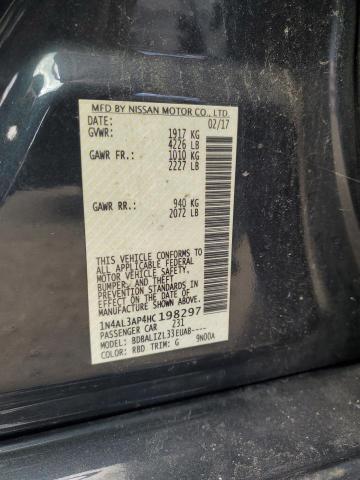 MFD BY NISSAN MOTOR CO., LTD.
DATE: 02/17
GVWR: 1917 KG
4226 LB
GAWR FR.: 1010 KG
2227 LB
GAWR RR.: 940 KG
2072 LB
THIS VEHICLE CONFORMS TO
ALL APPLICABLE FEDERAL
MOTOR VEHICLE SAFETY,
BUMPER, AND THEFT
PREVENTION STANDARDS
IN EFFECT ON THE DATE OF
MANUFACTURE SHOWN ABOVE.
1N4AL3AP4HC198297
PASSENGER CAR 231
MODEL: BDBALIZL33EUAB----
COLOR: RBD TRIM: G 9N00A